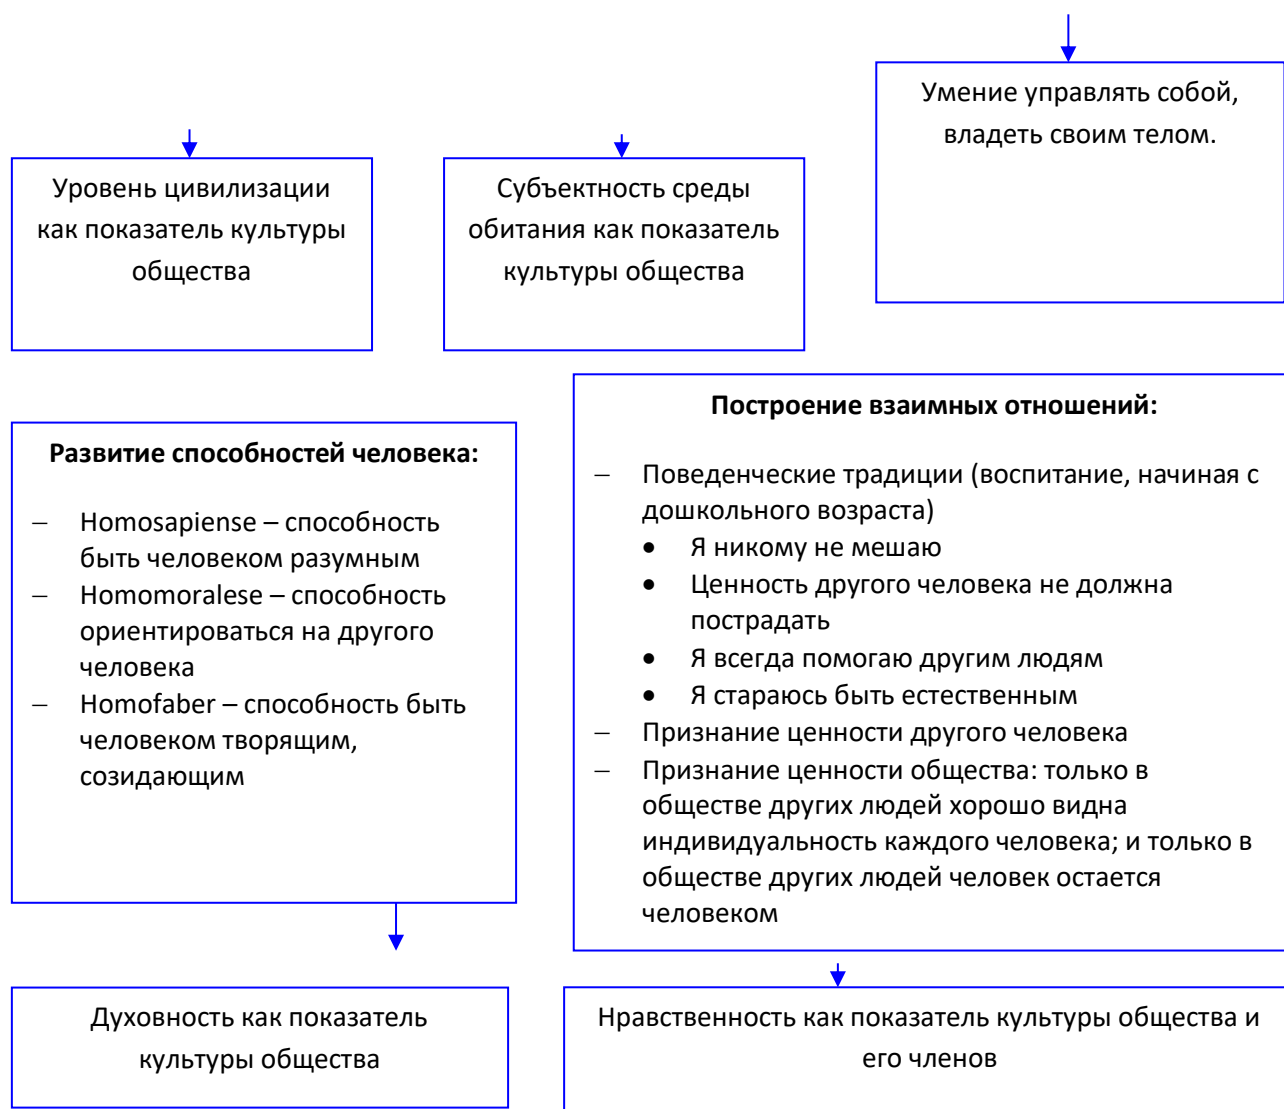 Умение управлять собой,
владеть своим телом.
Уровень цивилизации
как показатель культуры
общества
Субъектность среды
обитания как показатель
культуры общества
Развитие способностей человека:
– Homosapiense – способность
быть человеком разумным
– Homomoralese – способность
ориентироваться на другого
человека
– Homofaber – способность быть
человеком творящим,
созидающим
Построение взаимных отношений:
– Поведенческие традиции (воспитание, начиная с
дошкольного возраста)
• Я никому не мешаю
• Ценность другого человека не должна
пострадать
• Я всегда помогаю другим людям
• Я стараюсь быть естественным
– Признание ценности другого человека
– Признание ценности общества: только в
обществе других людей хорошо видна
индивидуальность каждого человека; и только в
обществе других людей человек остается
человеком
Духовность как показатель
культуры общества
Нравственность как показатель культуры общества и
его членов